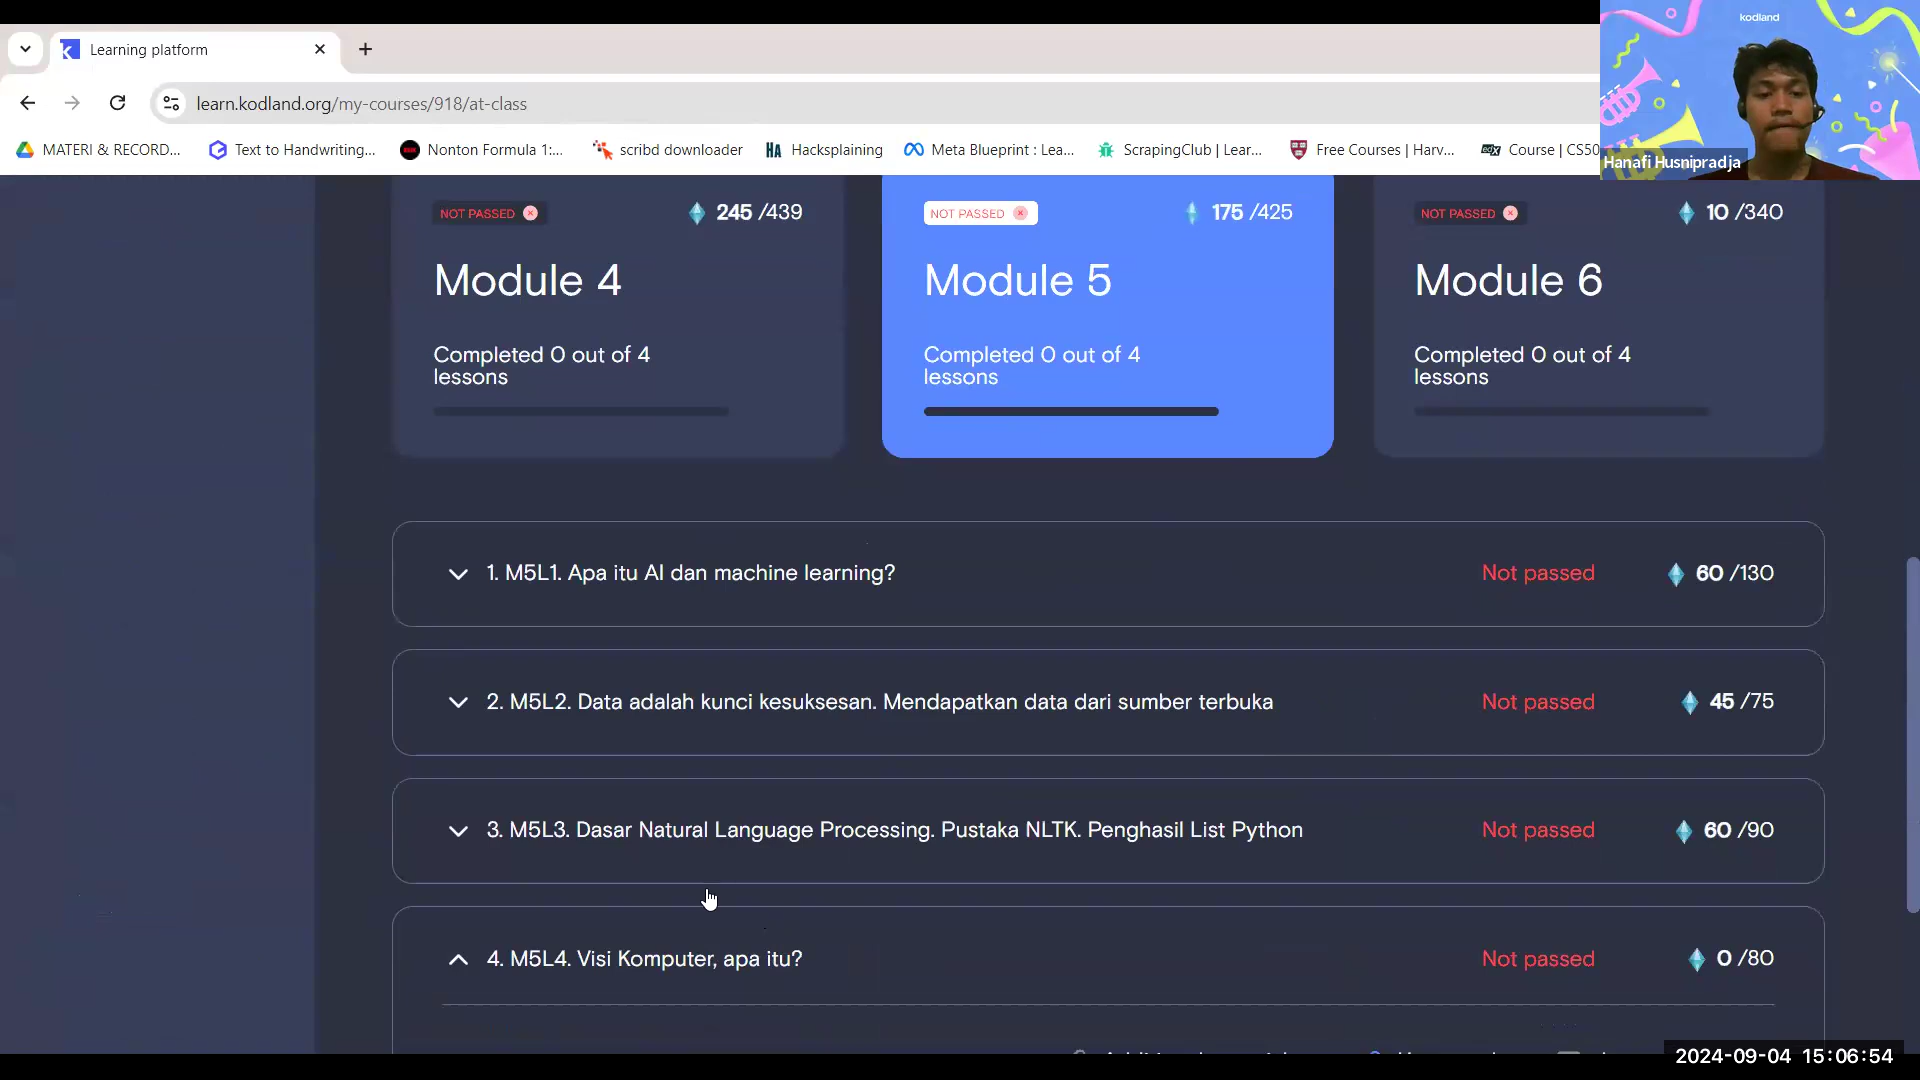 kodland
Learning platform
learn.kodland.org/my-courses/918/at-class
Hanafi Husnipradja
MATERI & RECORD...
Text to Handwriting...
Nonton Formula 1:...
scribd downloader
Hacksplaining
Meta Blueprint : Lea...
ScrapingClub | Lear...
Free Courses | Harv...
edX
Course | CS50
NOT PASSED
245 /439
Module 4
Completed 0 out of 4
lessons
NOT PASSED
175 /425
Module 5
Completed 0 out of 4
lessons
NOT PASSED
10 /340
Module 6
Completed 0 out of 4
lessons
1. M5L1. Apa itu AI dan machine learning?
Not passed
60 /130
2. M5L2. Data adalah kunci kesuksesan. Mendapatkan data dari sumber terbuka
Not passed
45 /75
3. M5L3. Dasar Natural Language Processing. Pustaka NLTK. Penghasil List Python
Not passed
60 /90
4. M5L4. Visi Komputer, apa itu?
Not passed
0 /80
2024-09-04 15:06:54